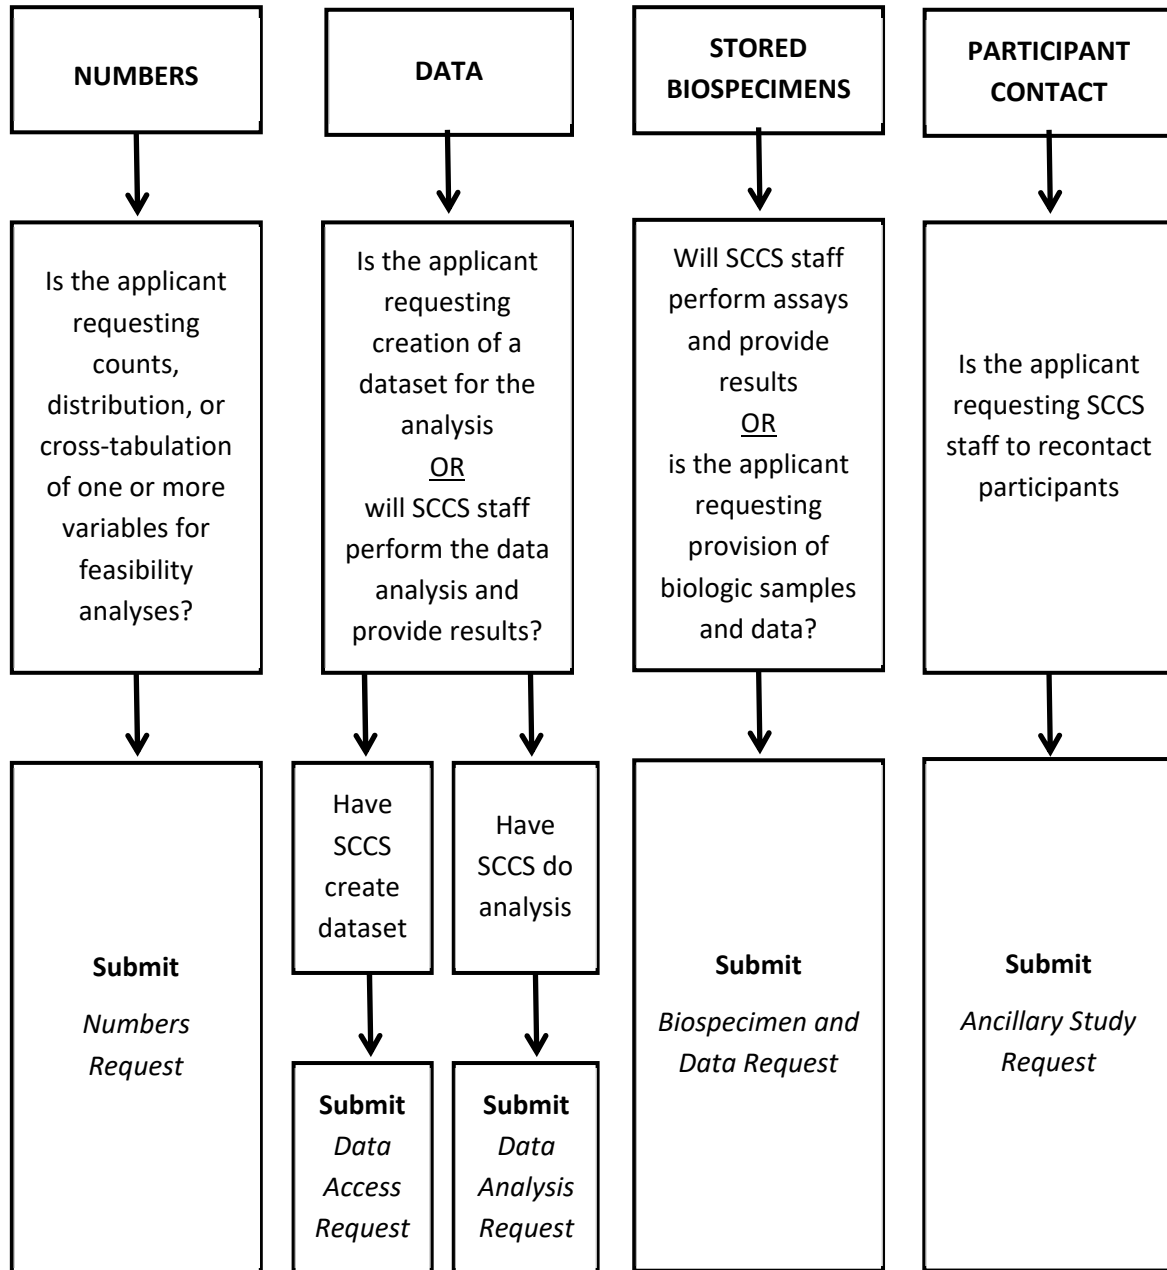 NUMBERS
DATA
STORED
BIOSPECIMENS
PARTICIPANT
CONTACT
Is the applicant
requesting
counts,
distribution, or
cross-tabulation
of one or more
variables for
feasibility
analyses?
Is the applicant
requesting
creation of a
dataset for the
analysis
OR
will SCCS staff
perform the data
analysis and
provide results?
Will SCCS staff
perform assays
and provide
results
OR
is the applicant
requesting
provision of
biologic samples
and data?
Is the applicant
requesting SCCS
staff to recontact
participants
Submit
Numbers
Request
Have
SCCS
create
dataset
Have
SCCS do
analysis
Submit
Data
Access
Request
Submit
Data
Analysis
Request
Submit
Biospecimen and
Data Request
Submit
Ancillary Study
Request